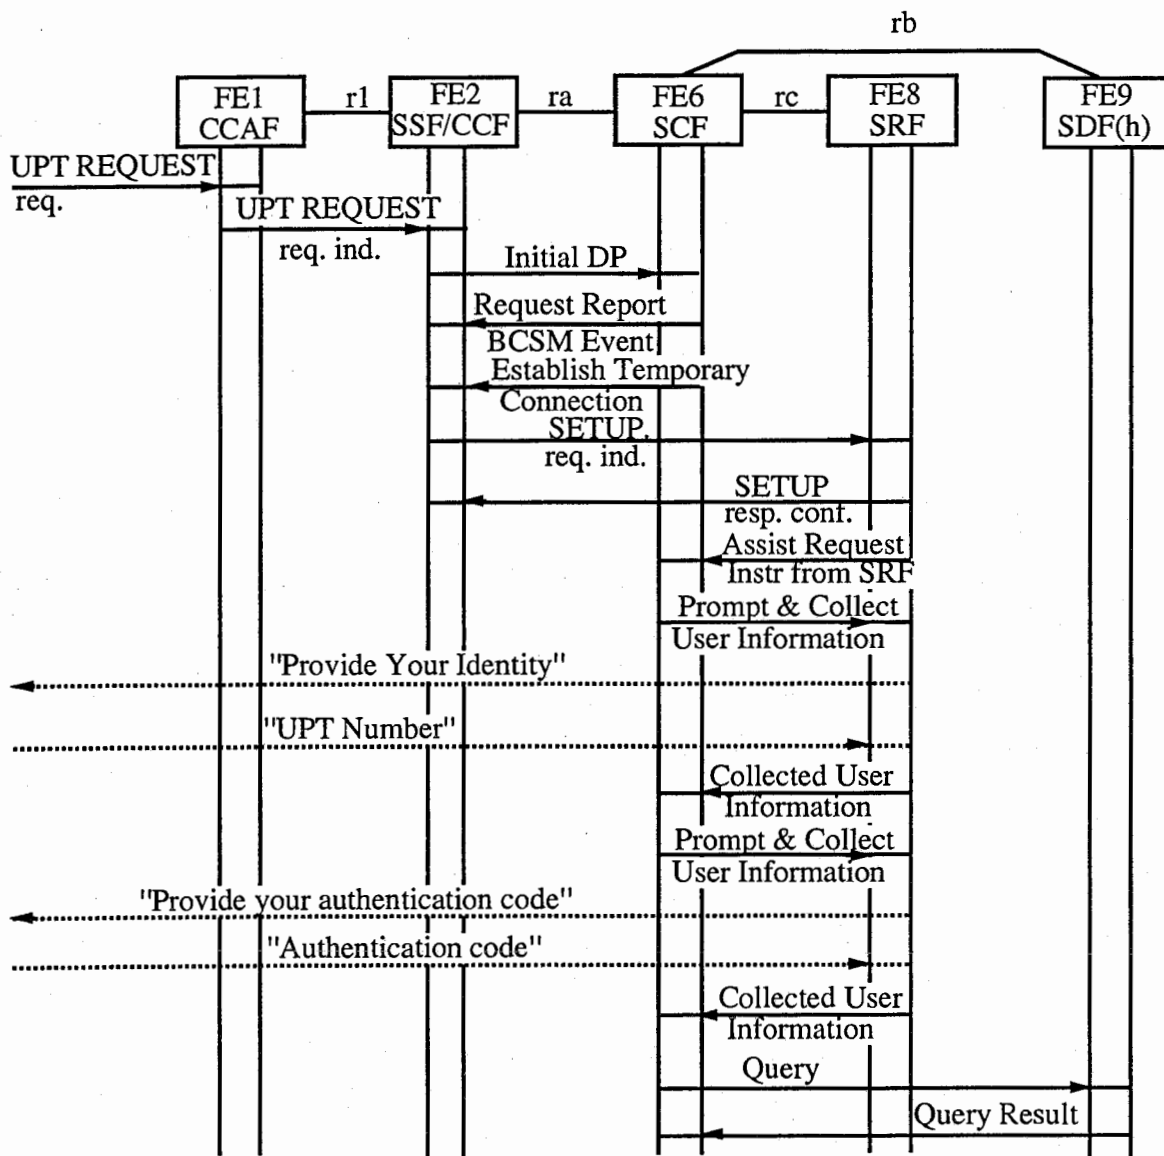 rb
FE1
r1
FE2
ra
FE6
rc
FE8
FE9
CCAF
SSF/CCF
SCF
SRF
SDF(h)
UPT REQUEST
req.
UPT REQUEST
req. ind.
Initial DP
Request Report
BCSM Event
Establish Temporary
Connection
SETUP
req. ind.
SETUP
resp. conf.
Assist Request
Instr from SRF
Prompt & Collect
User Information
"Provide Your Identity"
"UPT Number"
Collected User
Information
Prompt & Collect
User Information
"Provide your authentication code"
"Authentication code"
Collected User
Information
Query
Query Result